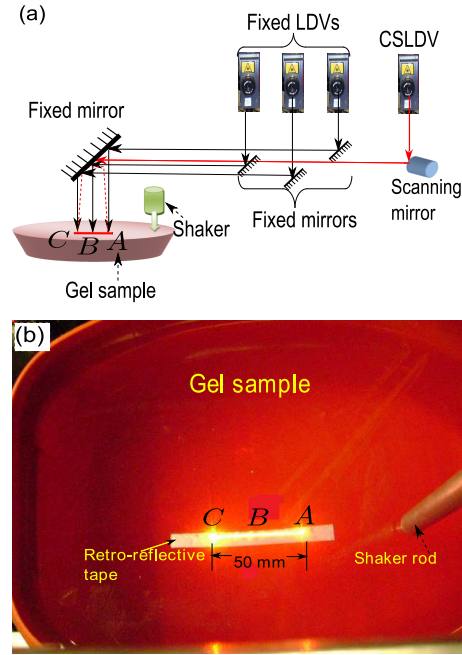 (a)
Fixed LDVs
CSLDV
Fixed mirror
Scanning
mirror
Fixed mirrors
Shaker
C B A
Gel sample
(b)
Gel sample
C B A
Retro-reflective
tape
50 mm
Shaker rod